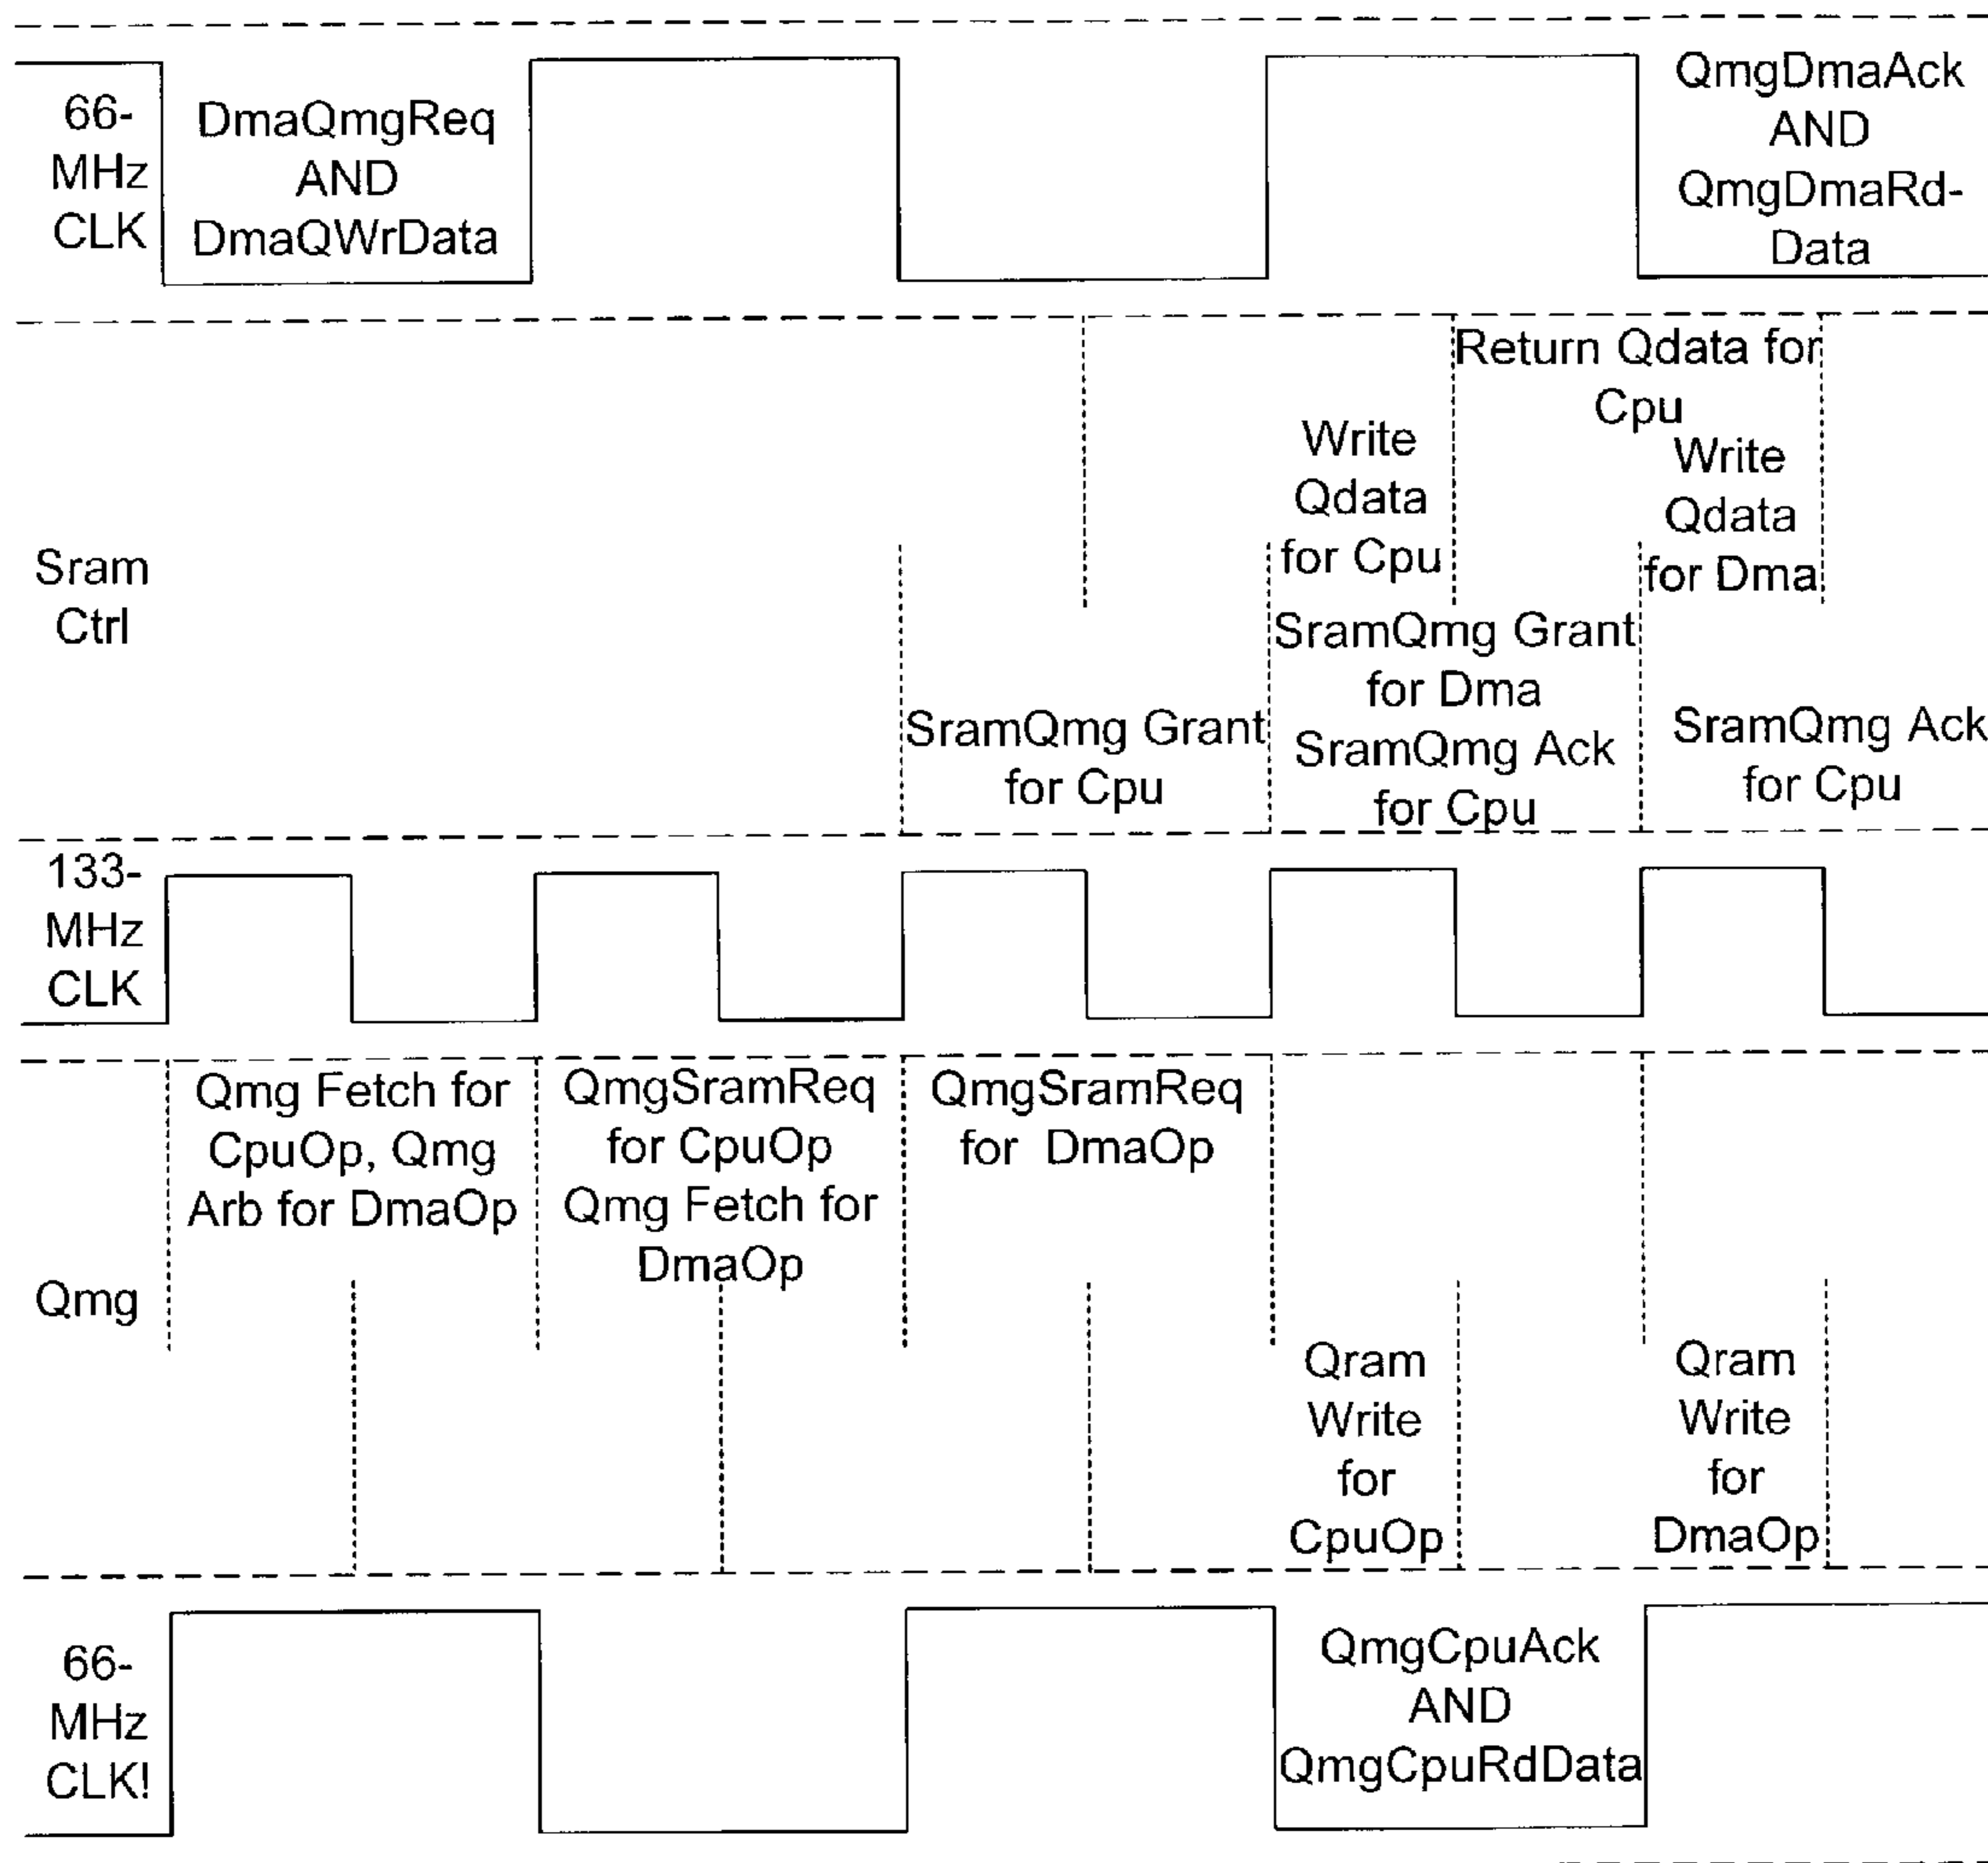 66-
MHz
CLK
DmaQmgReq
AND
DmaQWrData
QmgDmaAck
AND
QmgDmaRd-
Data
Sram
Ctrl
SramQmg Grant
for Cpu
Write
Qdata
for Cpu
SramQmg Grant
for Dma
SramQmg Ack
for Cpu
Return Qdata for
Cpu
Write
Qdata
for Dma
SramQmg Ack
for Cpu
133-
MHz
CLK
Qmg
Qmg Fetch for
CpuOp, Qmg
Arb for DmaOp
QmgSramReq
for CpuOp
Qmg Fetch for
DmaOp
QmgSramReq
for DmaOp
Qram
Write
for
CpuOp
Qram
Write
for
DmaOp
66-
MHz
CLK!
QmgCpuAck
AND
QmgCpuRdData